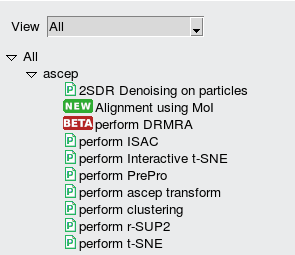 View All
All
ascep
P 2SDR Denoising on particles
NEW Alignment using MoI
BETA perform DRMRA
P perform ISAC
P perform Interactive t-SNE
P perform PrePro
P perform ascep transform
P perform clustering
P perform r-SUP2
P perform t-SNE